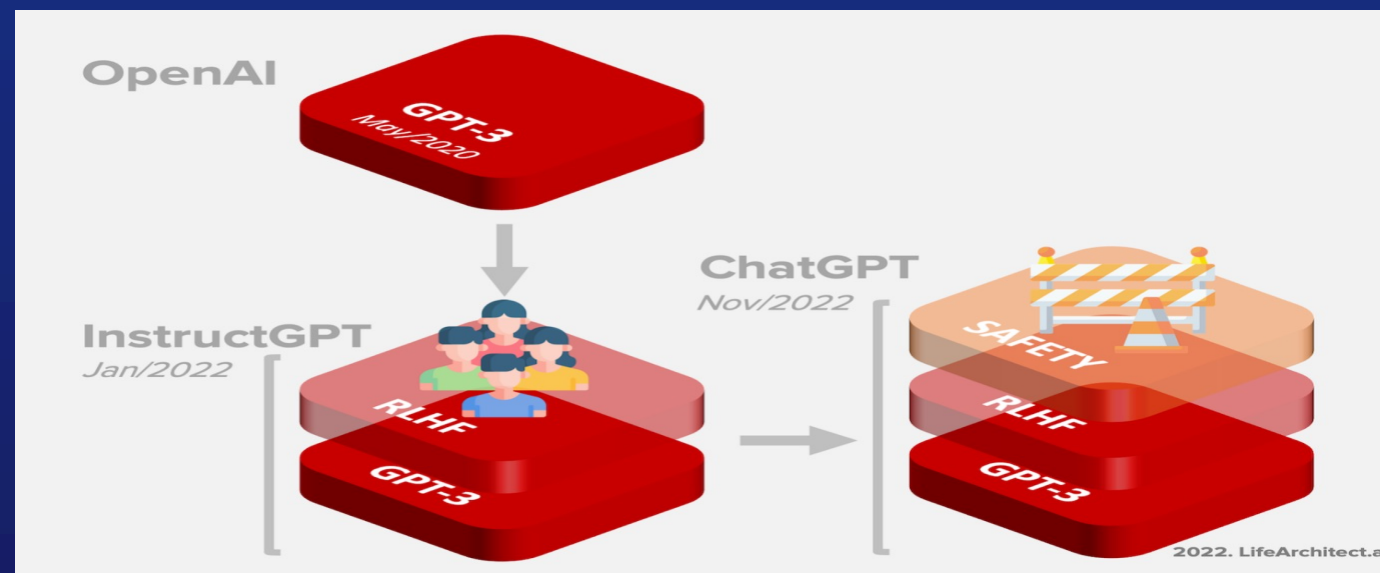 OpenAI
GPT-3
May/2020
InstructGPT
Jan/2022
RLHF
GPT-3
ChatGPT
Nov/2022
SAFETY
RLHF
GPT-3
2022. LifeArchitect.a